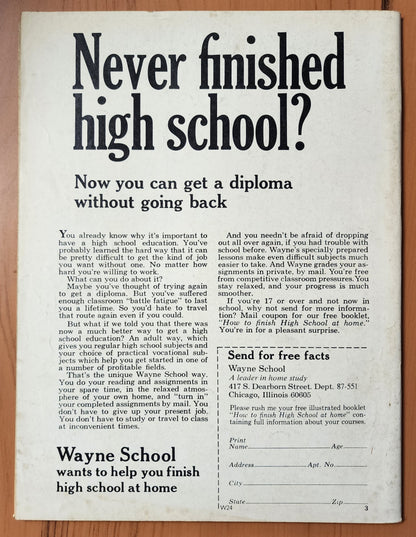 Never finished
high school?
Now you can get a diploma
without going back
You already know why it's important to
have a high school education. You've
probably learned the hard way that it can
be pretty difficult to get the kind of job
you want without one. No matter how
hard you're willing to work.
What can you do about it?
Maybe you've thought of trying again
to get a diploma. But you've suffered
enough classroom "battle fatigue" to last
you a lifetime. So you'd hate to travel
that route again even if you could.
But what if we told you that there was
now a much better way to get a high
school education? An adult way, which
gives you regular high school subjects and
your choice of practical vocational sub-
jects which help you get started in one of
a number of profitable fields.
That's the unique Wayne School way.
You do your reading and assignments in
your spare time, in the relaxed atmos-
phere of your own home, and "turn in"
your completed assignments by mail. You
don't have to give up your present job.
You don't have to study or travel to class
at inconvenient times.
Wayne School
wants to help you finish
high school at home
And you needn't be afraid of dropping
out all over again, if you had trouble with
school before. Wayne's specially prepared
lessons make even difficult subjects much
easier to take. And Wayne grades your as-
signments in private, by mail. You're free
from competitive classroom pressures. You
stay relaxed, and your progress is much
smoother.
If you're 17 or over and not now in
school, why not send for more informa-
tion? Mail coupon for our free booklet,
"How to finish High School at home."
You're in for a pleasant surprise.
Send for free facts
Wayne School
A leader in home study
417 S. Dearborn Street, Dept. 87-551
Chicago, Illinois 60605
Please rush me your free illustrated booklet
"How to finish High School at home" con-
taining full information about your courses.
Print
Name Age
Address Apt. No.
City
State Zip
W24 3